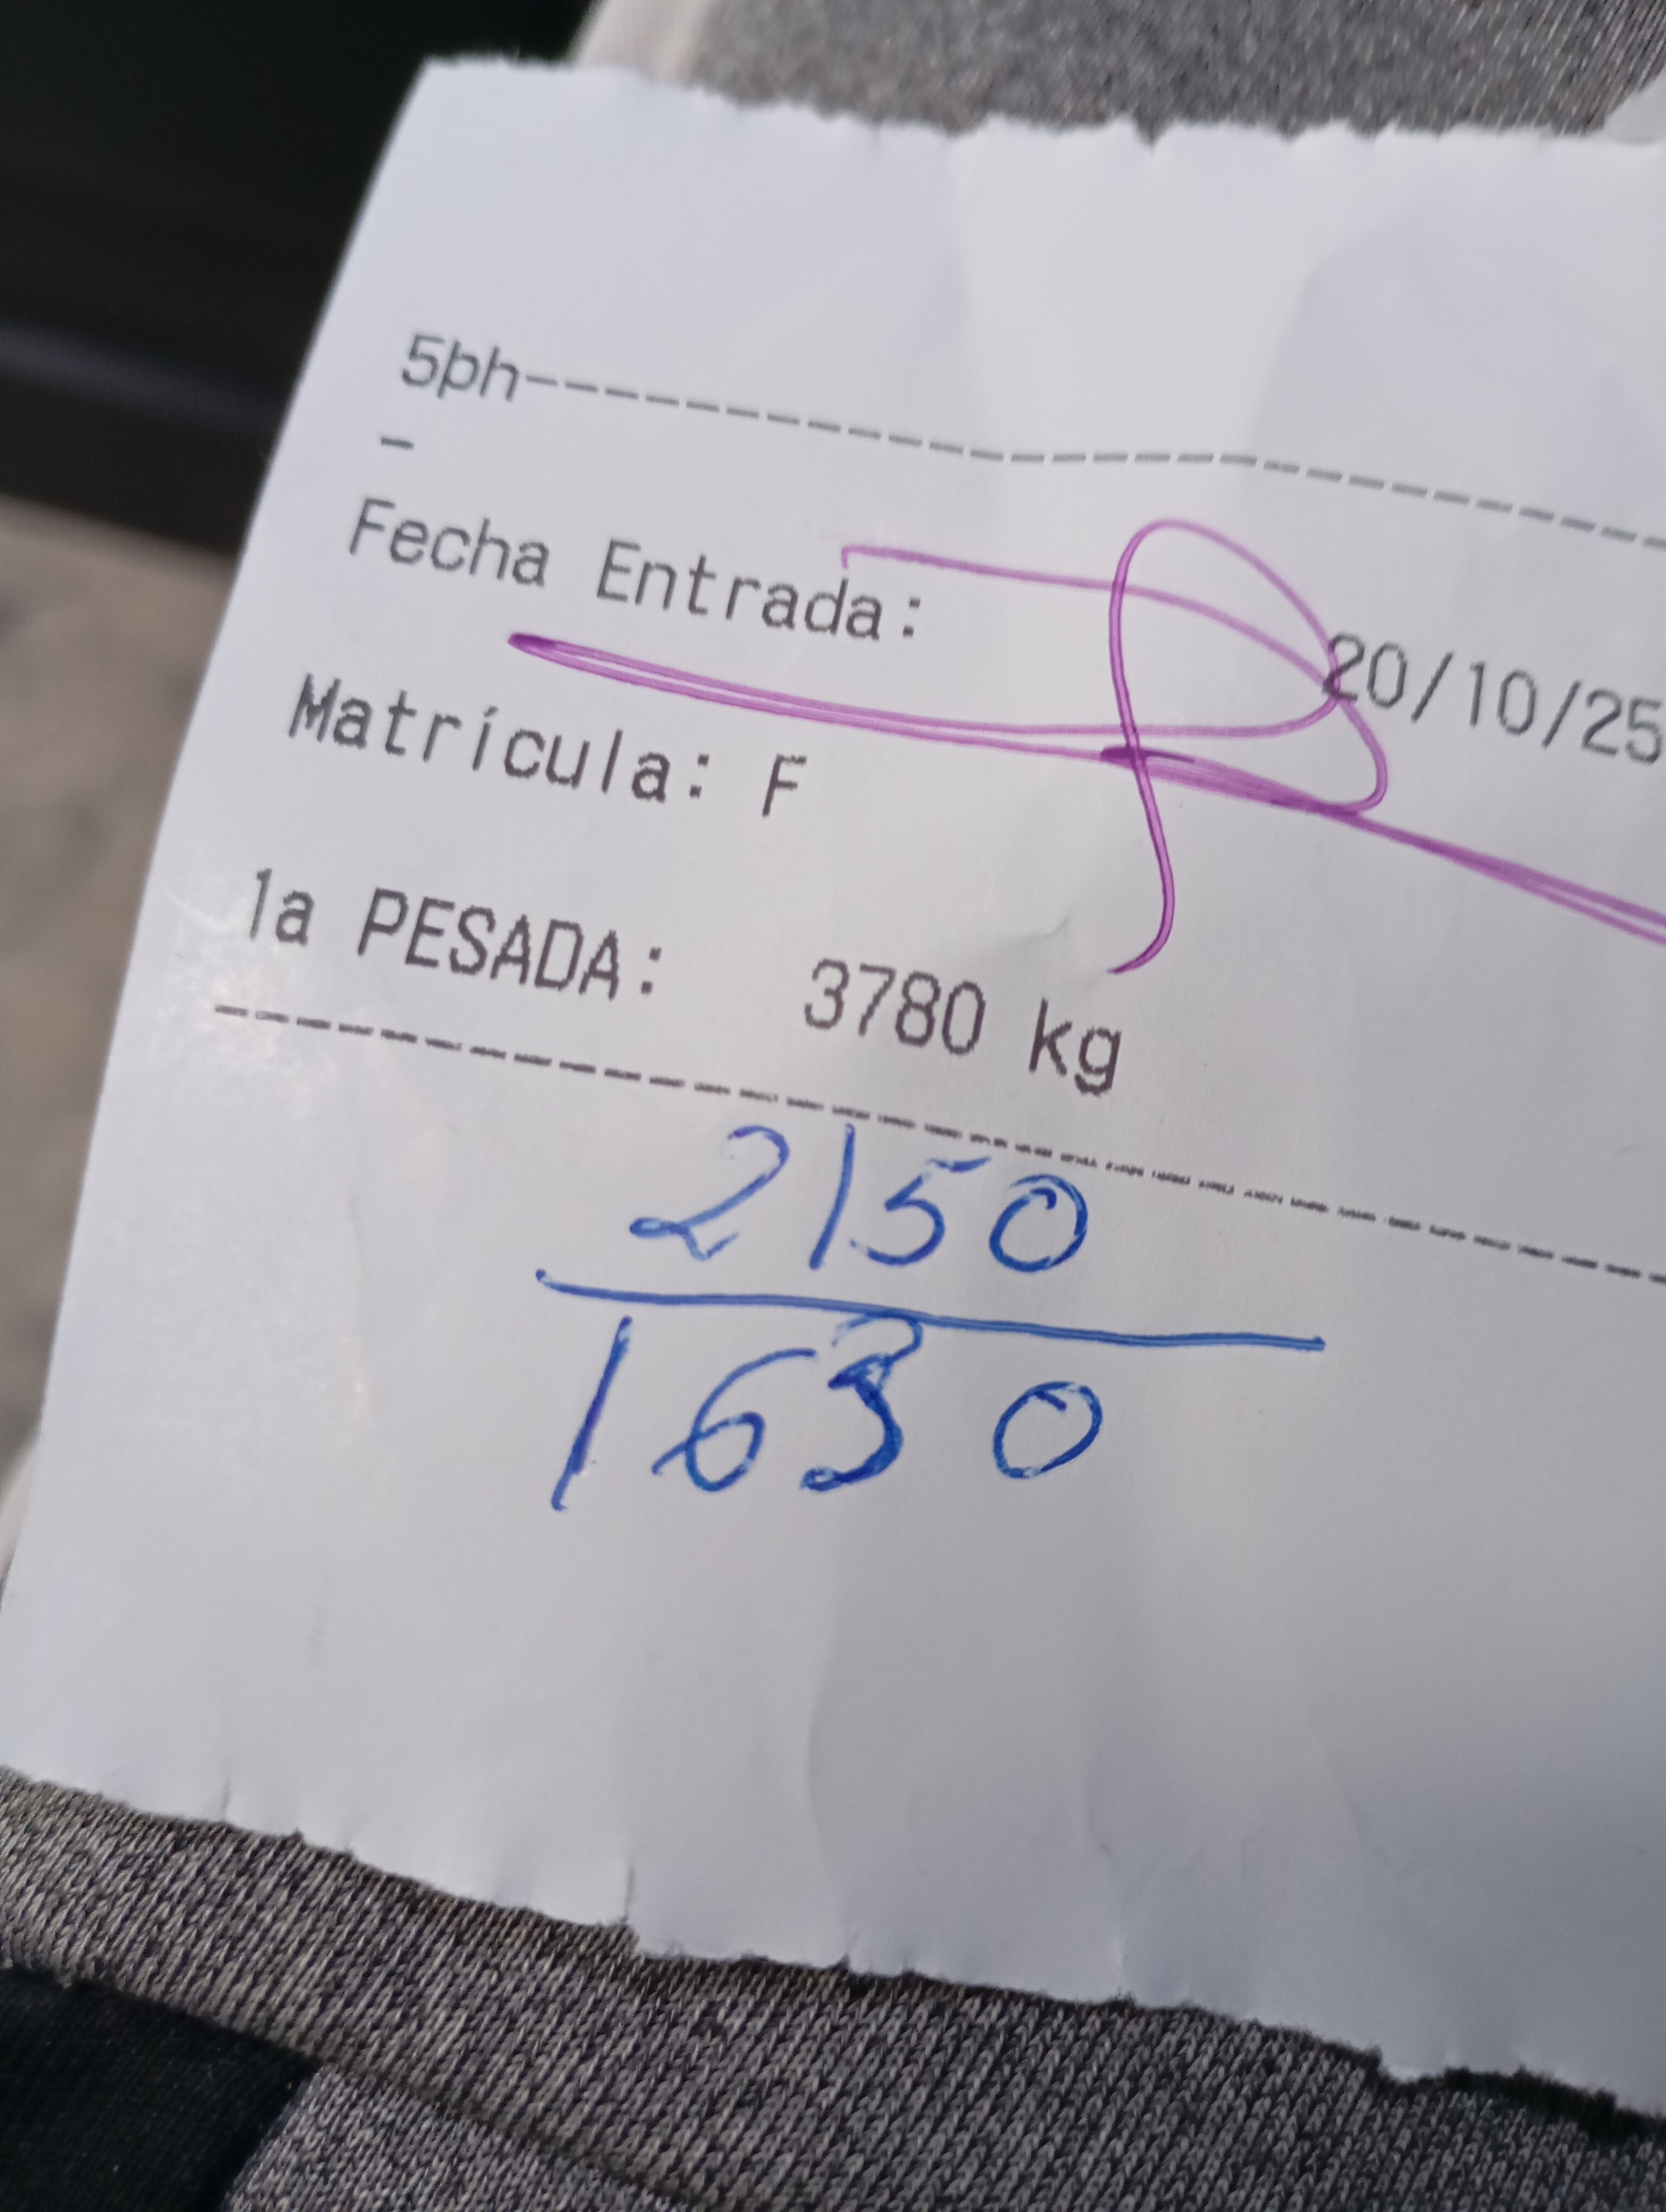 5ph-----------------------------
-
Fecha Entrada: 20/10/25
Matrícula: F
1a PESADA: 3780 kg
--------------------------------
2150
1630